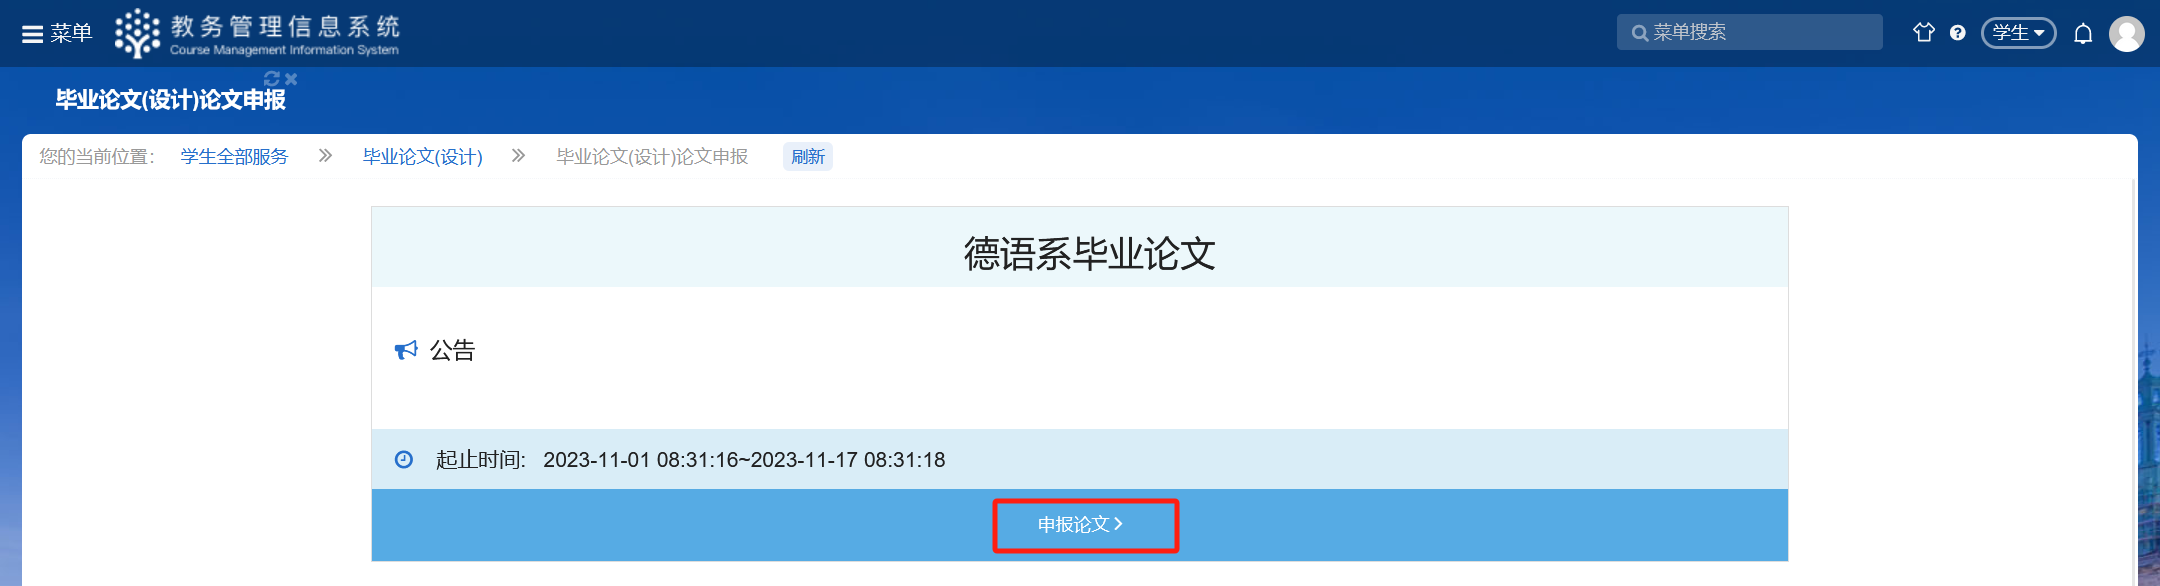 菜单
教务管理信息系统
Course Management Information System
菜单搜索
学生
毕业论文(设计)论文申报
您的当前位置：
学生全部服务
毕业论文(设计)
毕业论文(设计)论文申报
刷新
德语系毕业论文
公告
起止时间: 2023-11-01 08:31:16~2023-11-17 08:31:18
申报论文